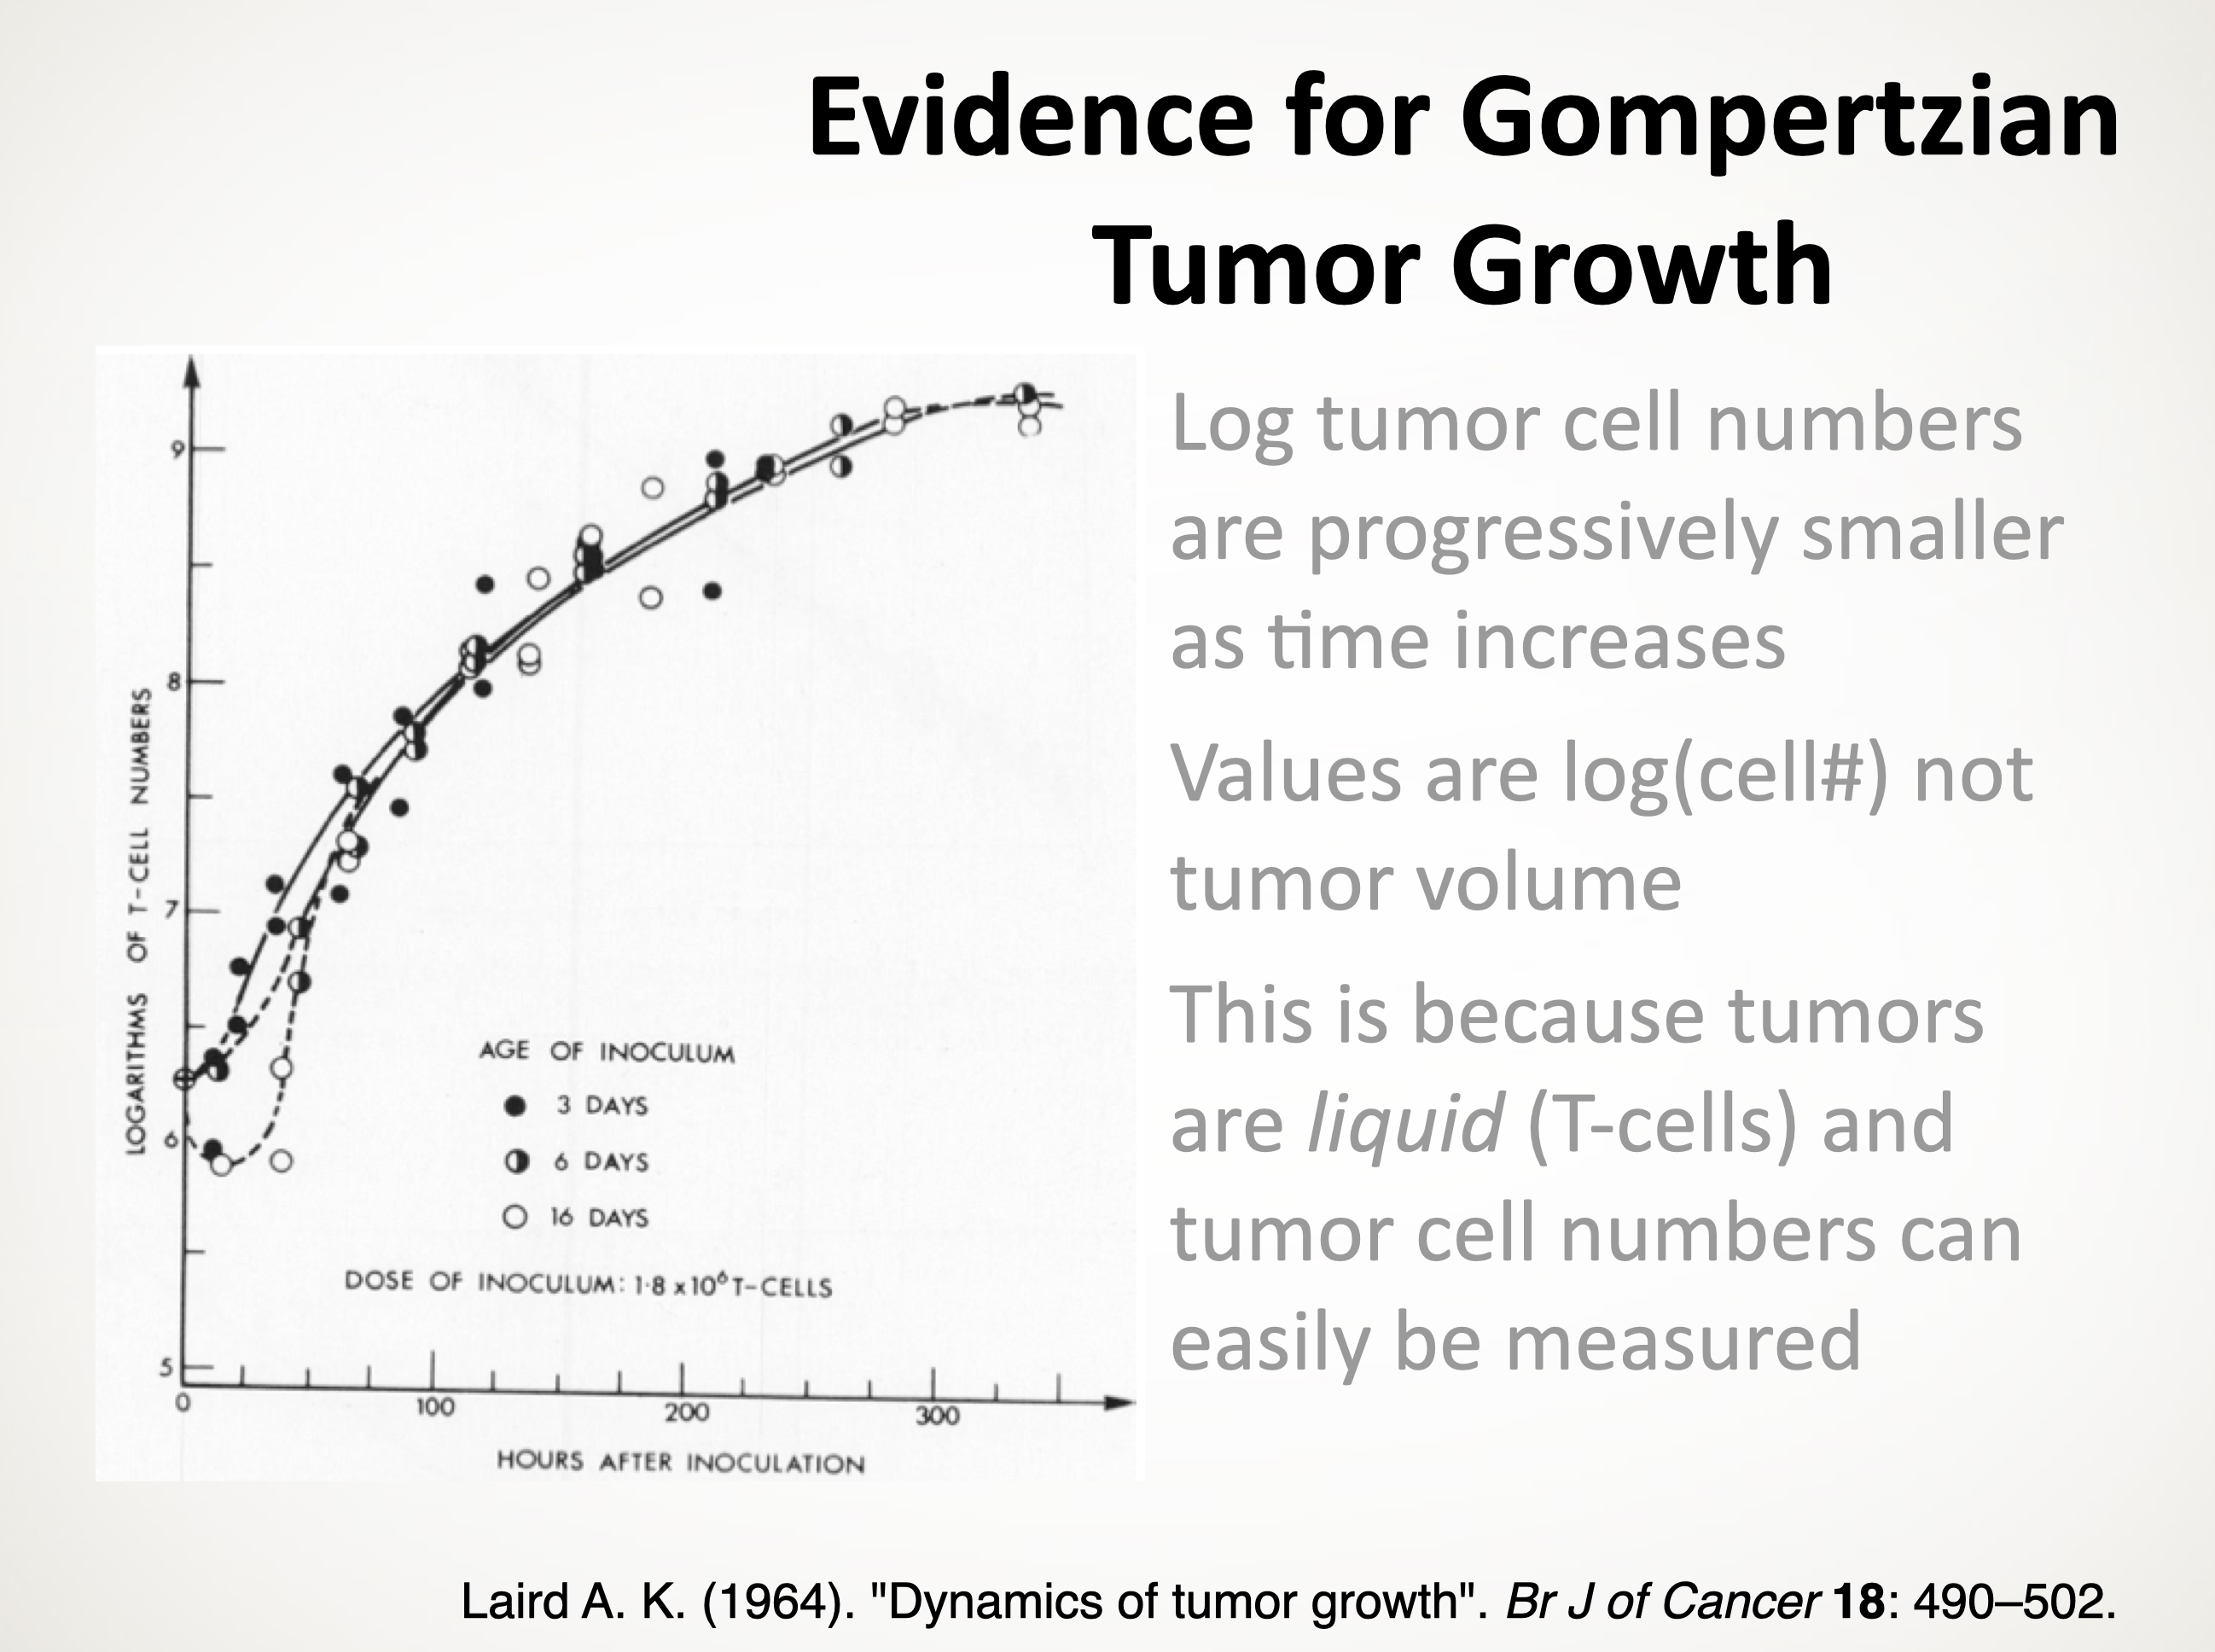 Evidence for Gompertzian
Tumor Growth
9
8
7
6
5
LOGARITHMS OF T-CELL NUMBERS
AGE OF INOCULUM
3 DAYS
6 DAYS
16 DAYS
DOSE OF INOCULUM: 1·8 x10⁶ T-CELLS
0 100 200 300
HOURS AFTER INOCULATION
Log tumor cell numbers
are progressively smaller
as time increases
Values are log(cell#) not
tumor volume
This is because tumors
are liquid (T-cells) and
tumor cell numbers can
easily be measured
Laird A. K. (1964). "Dynamics of tumor growth". Br J of Cancer 18: 490–502.